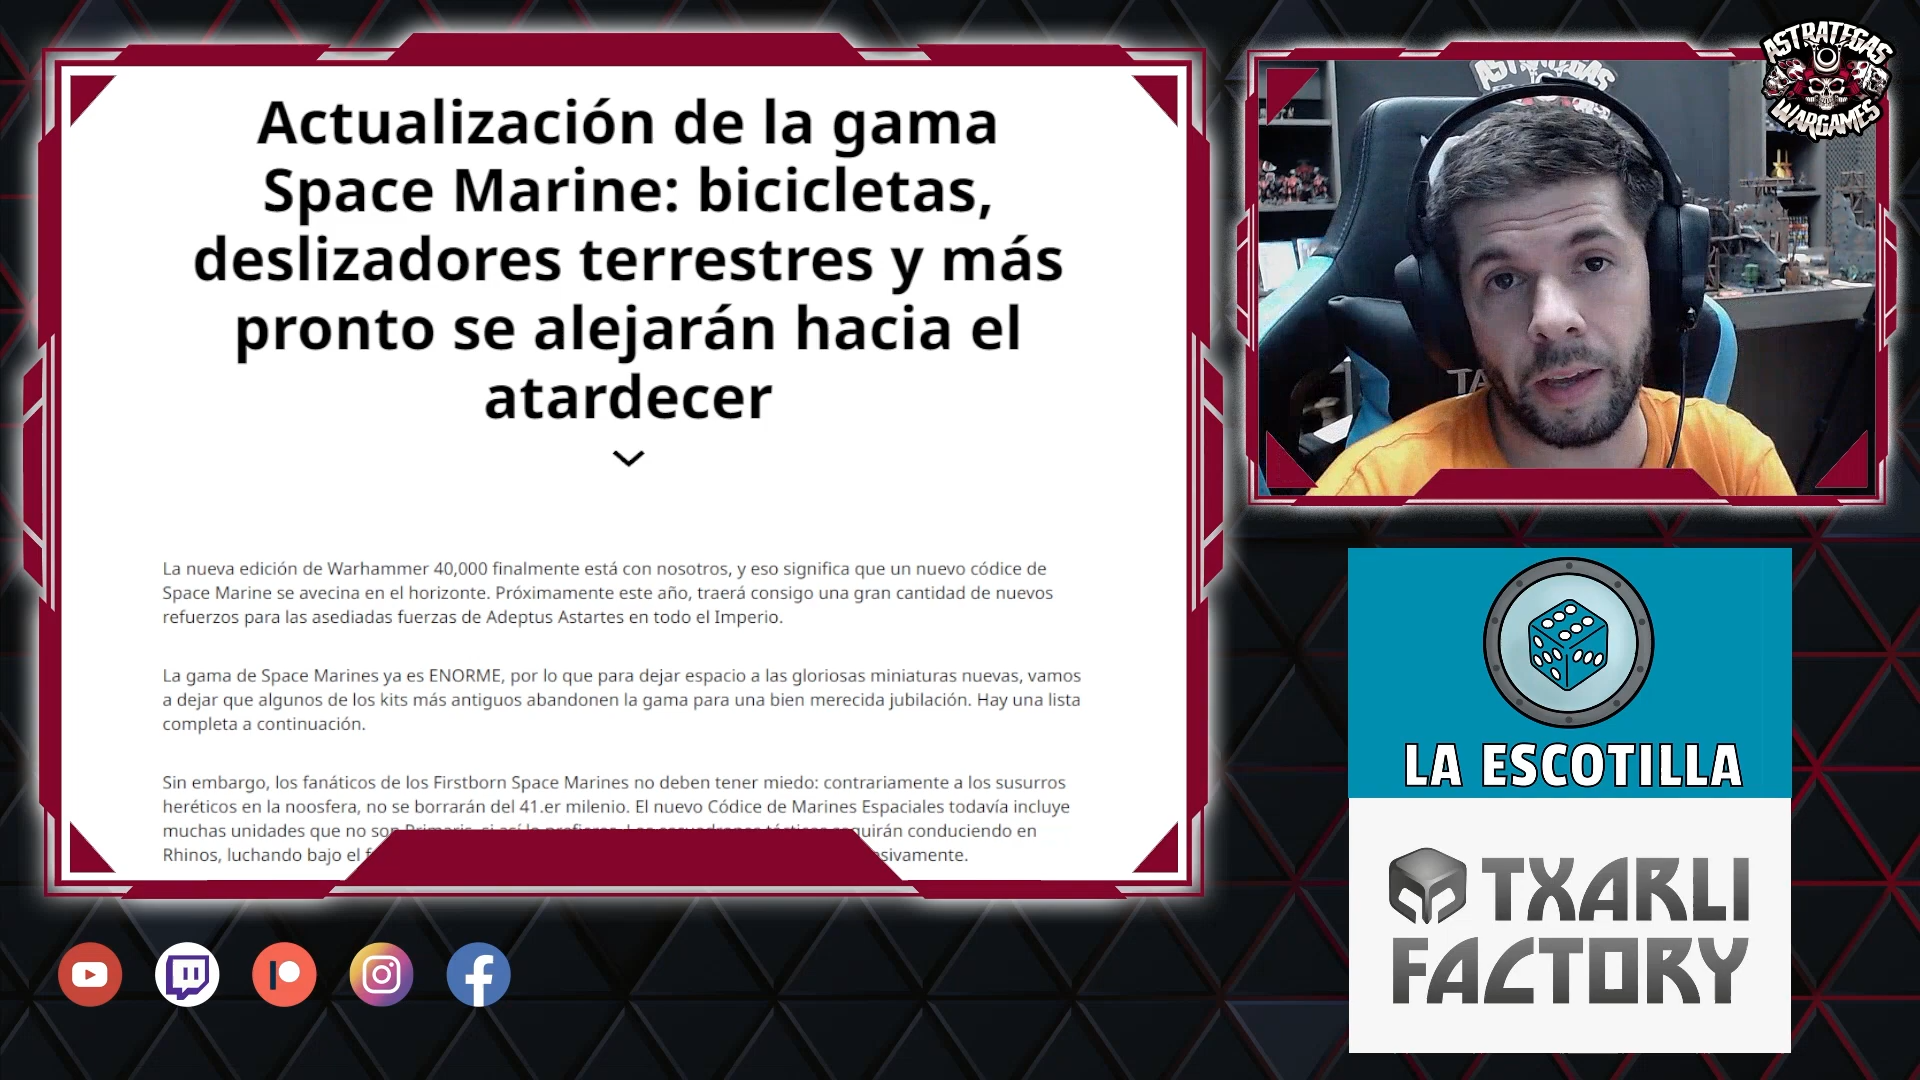 Actualización de la gama
Space Marine: bicicletas,
deslizadores terrestres y más
pronto se alejarán hacia el
atardecer
La nueva edición de Warhammer 40,000 finalmente está con nosotros, y eso significa que un nuevo códice de
Space Marine se avecina en el horizonte. Próximamente este año, traerá consigo una gran cantidad de nuevos
refuerzos para las asediadas fuerzas de Adeptus Astartes en todo el Imperio.
La gama de Space Marines ya es ENORME, por lo que para dejar espacio a las gloriosas miniaturas nuevas, vamos
a dejar que algunos de los kits más antiguos abandonen la gama para una bien merecida jubilación. Hay una lista
completa a continuación.
Sin embargo, los fanáticos de los Firstborn Space Marines no deben tener miedo: contrariamente a los susurros
heréticos en la noosfera, no se borrarán del 41.er milenio. El nuevo Códice de Marines Espaciales todavía incluye
muchas unidades que no son conduciendo en
Rhinos, luchando bajo el
ASTRATEGAS
WARGAMES
LA ESCOTILLA
TXARLI
FACTORY